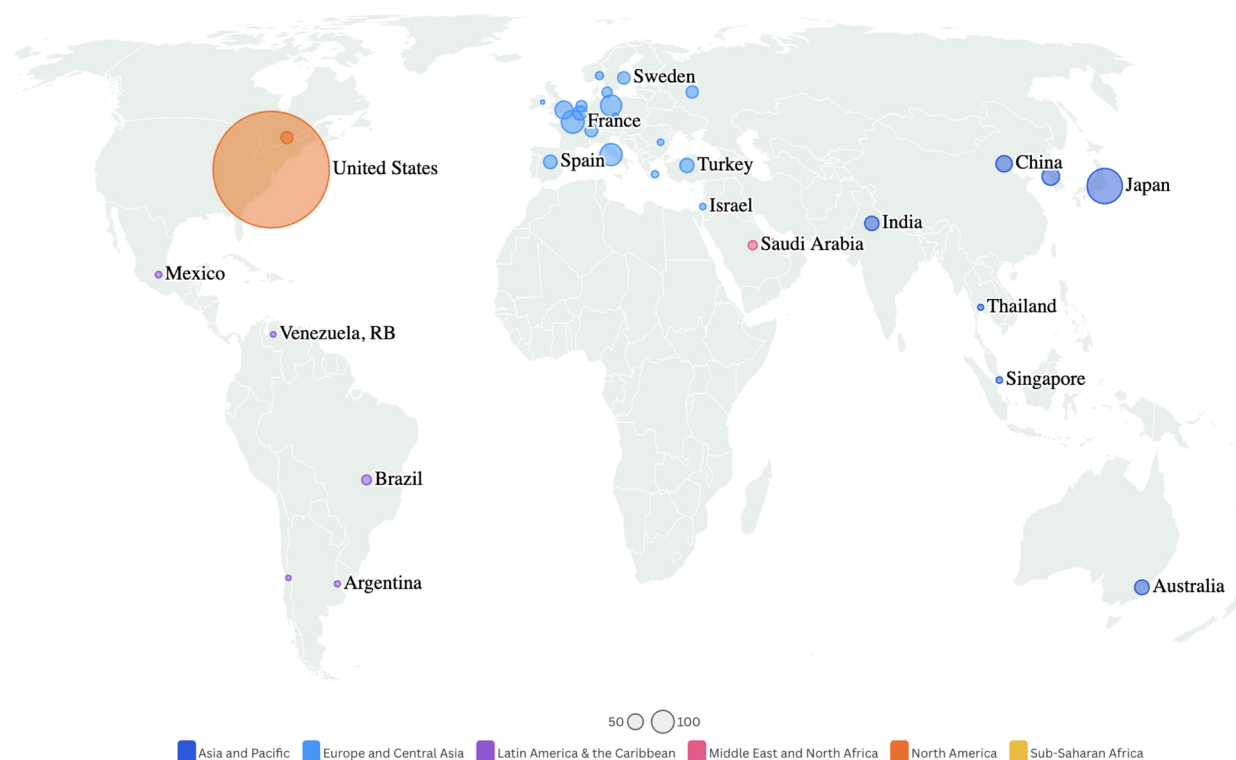 Sweden
France
Spain
Turkey
United States
China
Japan
Israel
India
Saudi Arabia
Mexico
Thailand
Venezuela, RB
Singapore
Brazil
Argentina
Australia
50 100
Asia and Pacific Europe and Central Asia Latin America & the Caribbean Middle East and North Africa North America Sub-Saharan Africa